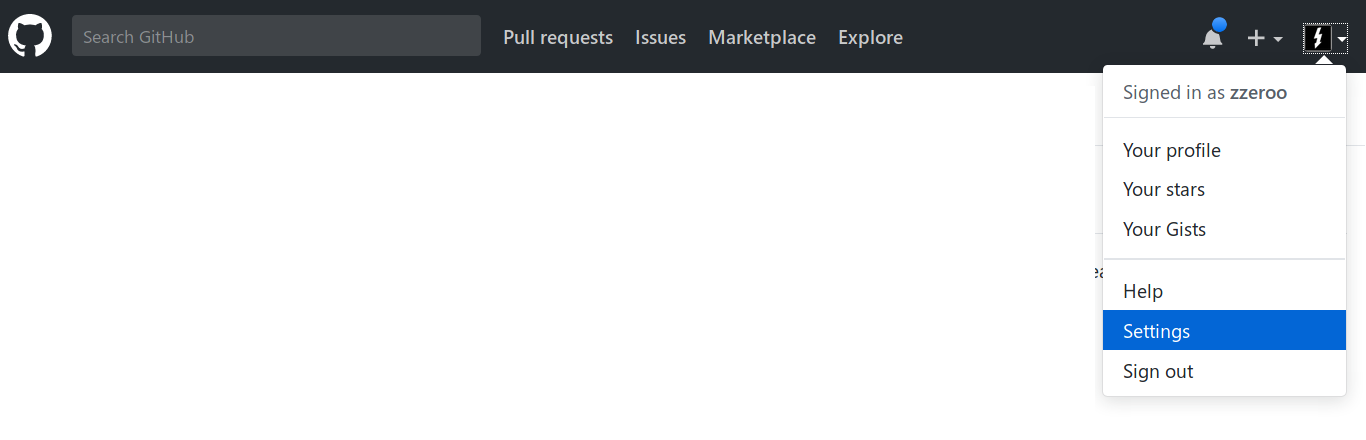 Search GitHub Pull requests Issues Marketplace Explore
Signed in as zzeroo
Your profile
Your stars
Your Gists
Help
Settings
Sign out